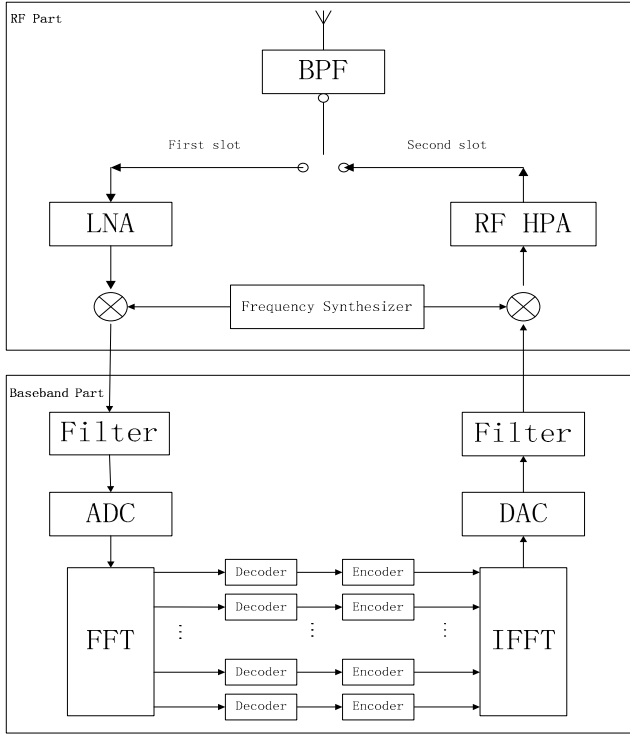 RF Part
BPF
First slot
Second slot
LNA
RF HPA
Frequency Synthesizer
Baseband Part
Filter
Filter
ADC
DAC
FFT
IFFT
Decoder
Encoder
Decoder
Encoder
...
...
...
Decoder
Encoder
Decoder
Encoder